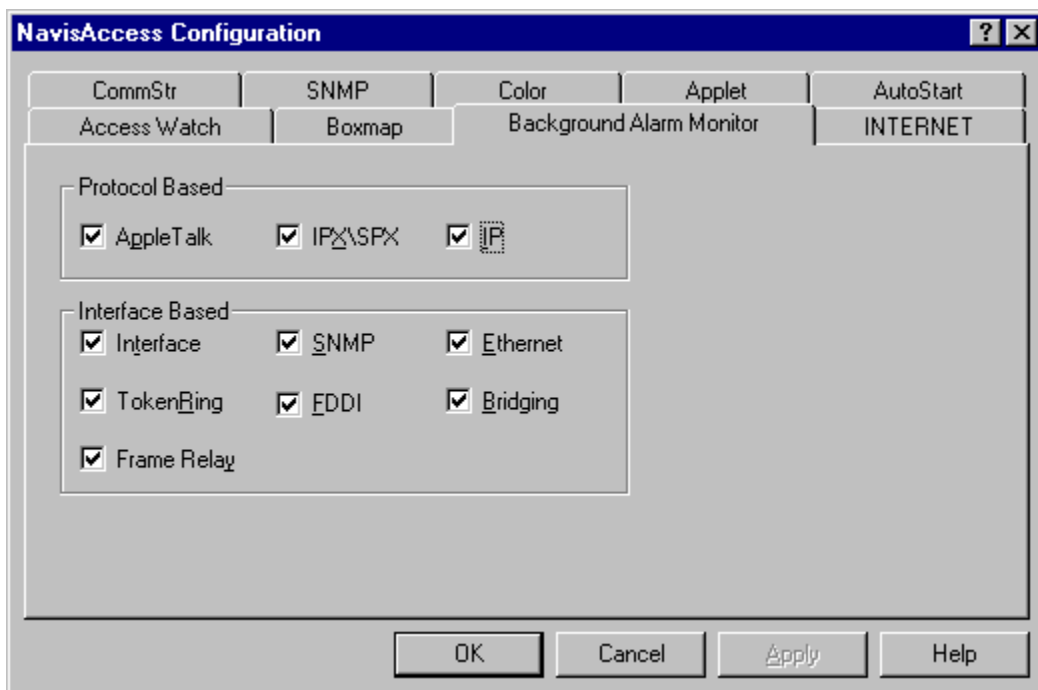 NavisAccess Configuration
CommStr SNMP Color Applet AutoStart
Access Watch Boxmap Background Alarm Monitor INTERNET
Protocol Based
AppleTalk IPX\SPX IP
Interface Based
Interface SNMP Ethernet
TokenRing FDDI Bridging
Frame Relay
OK Cancel Apply Help